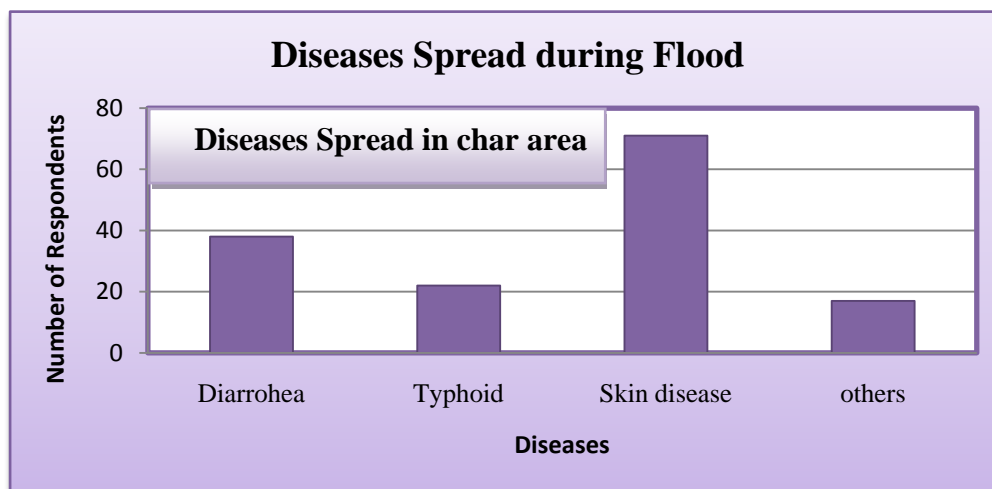 Diseases Spread during Flood
Diseases Spread in char area
Number of Respondents
80
60
40
20
0
Diarrohea Typhoid Skin disease others
Diseases